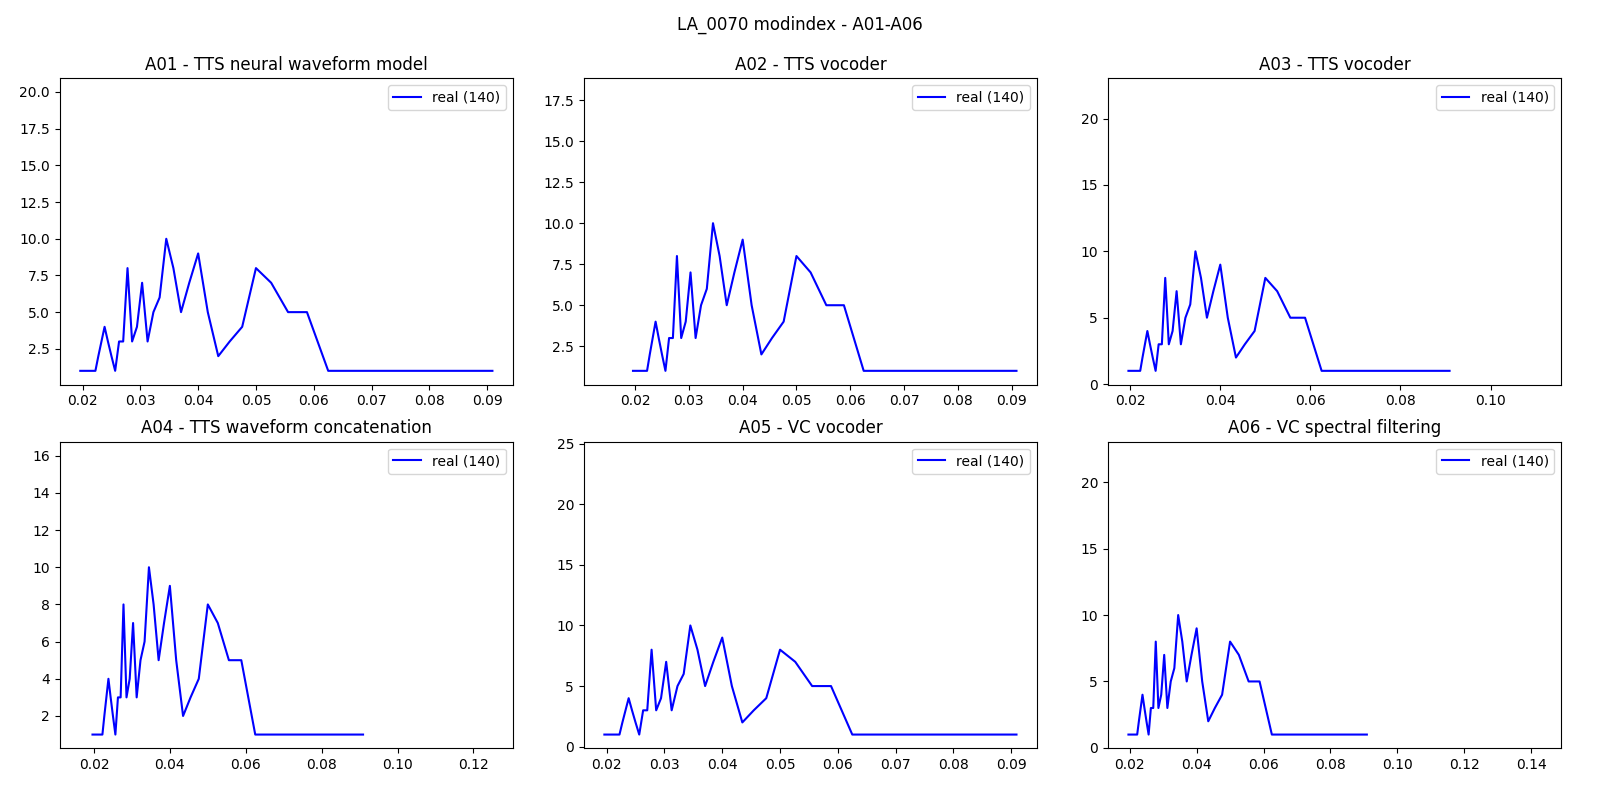 LA_0070 modindex - A01-A06
A01 - TTS neural waveform model
real (140)
20.0
17.5
15.0
12.5
10.0
7.5
5.0
2.5
0.02 0.03 0.04 0.05 0.06 0.07 0.08 0.09
A02 - TTS vocoder
real (140)
17.5
15.0
12.5
10.0
7.5
5.0
2.5
0.02 0.03 0.04 0.05 0.06 0.07 0.08 0.09
A03 - TTS vocoder
real (140)
20
15
10
5
0
0.02 0.04 0.06 0.08 0.10
A04 - TTS waveform concatenation
real (140)
16
14
12
10
8
6
4
2
0.02 0.04 0.06 0.08 0.10 0.12
A05 - VC vocoder
real (140)
25
20
15
10
5
0
0.02 0.03 0.04 0.05 0.06 0.07 0.08 0.09
A06 - VC spectral filtering
real (140)
20
15
10
5
0
0.02 0.04 0.06 0.08 0.10 0.12 0.14